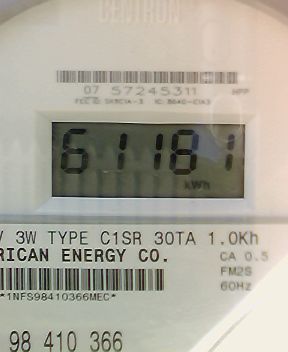 CENTRON
07 57245311
61181
kWh
V 3W TYPE C1SR 30TA 1.0Kh
RICAN ENERGY CO. CA 0.5
FM2S
*1NFS98410366MEC* 60Hz
98 410 366